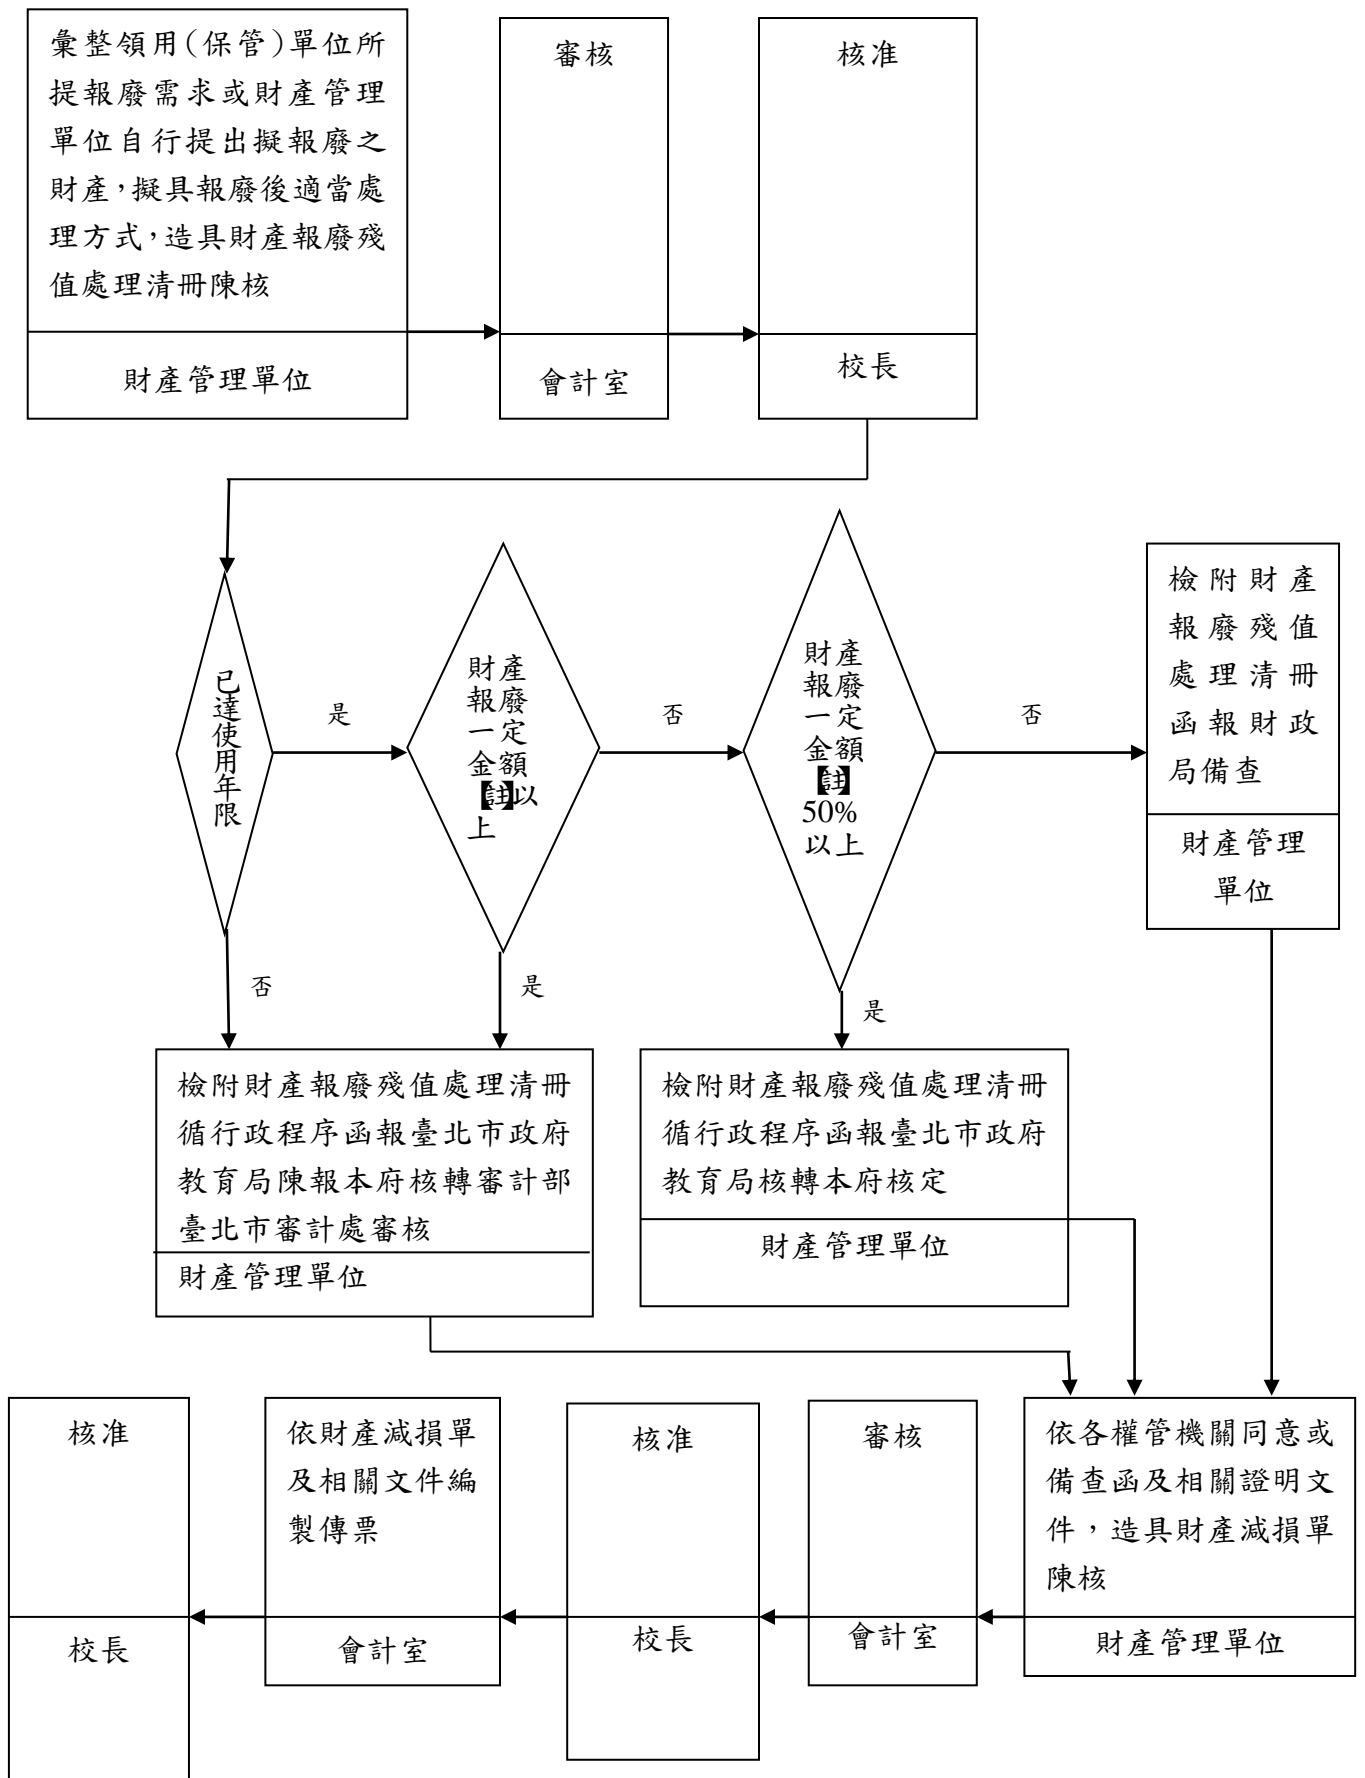 彙整領用(保管)單位所
提報廢需求或財產管理
單位自行提出擬報廢之
財產，擬具報廢後適當處
理方式，造具財產報廢殘
值處理清冊陳核
財產管理單位
審核
會計室
核准
校長
已達使用年限
是
否
財產
報廢
一定
金額
【註】以
上
否
是
財產
報廢
一定
金額
【註】
50%
以上
否
是
檢附財產
報廢殘值
處理清冊
函報財政
局備查
財產管理
單位
檢附財產報廢殘值處理清冊
循行政程序函報臺北市政府
教育局陳報本府核轉審計部
臺北市審計處審核
財產管理單位
檢附財產報廢殘值處理清冊
循行政程序函報臺北市政府
教育局核轉本府核定
財產管理單位
依各權管機關同意或
備查函及相關證明文
件，造具財產減損單
陳核
財產管理單位
審核
會計室
核准
校長
依財產減損單
及相關文件編
製傳票
會計室
核准
校長